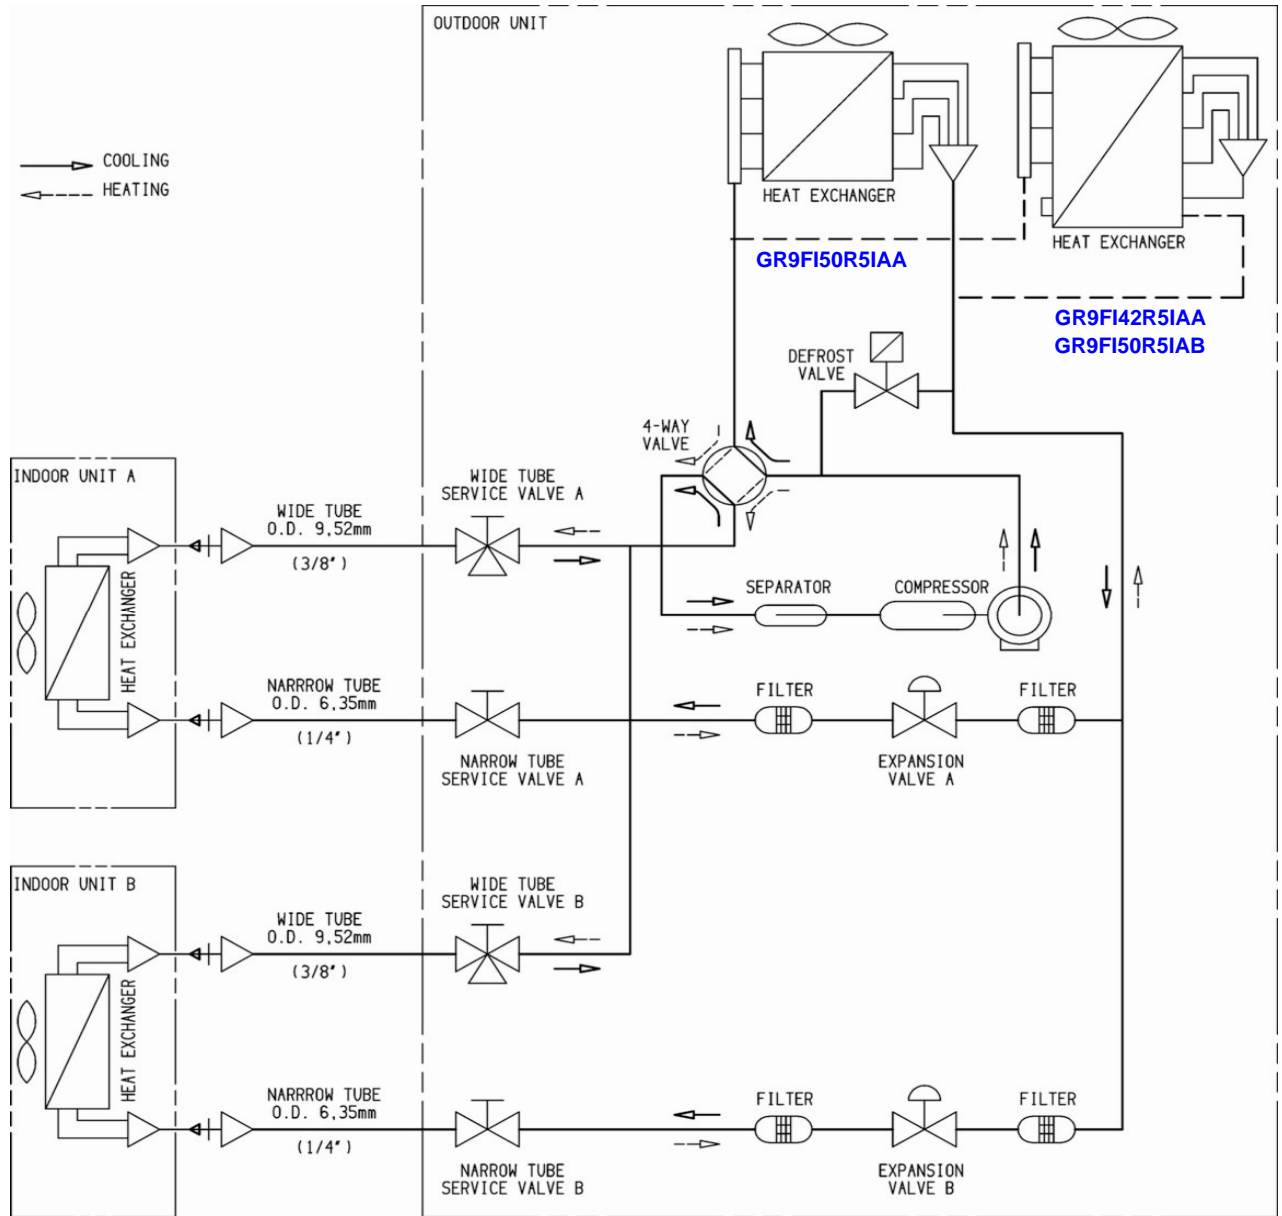 OUTDOOR UNIT
COOLING
HEATING
HEAT EXCHANGER
HEAT EXCHANGER
GR9FI50R5IAA
GR9FI42R5IAA
GR9FI50R5IAB
DEFROST
VALVE
4-WAY
VALVE
INDOOR UNIT A
WIDE TUBE
O.D. 9,52mm
(3/8")
WIDE TUBE
SERVICE VALVE A
SEPARATOR
COMPRESSOR
HEAT EXCHANGER
NARRROW TUBE
O.D. 6,35mm
(1/4")
FILTER
FILTER
NARROW TUBE
SERVICE VALVE A
EXPANSION
VALVE A
INDOOR UNIT B
WIDE TUBE
O.D. 9,52mm
(3/8")
WIDE TUBE
SERVICE VALVE B
HEAT EXCHANGER
NARRROW TUBE
O.D. 6,35mm
(1/4")
FILTER
FILTER
NARROW TUBE
SERVICE VALVE B
EXPANSION
VALVE B